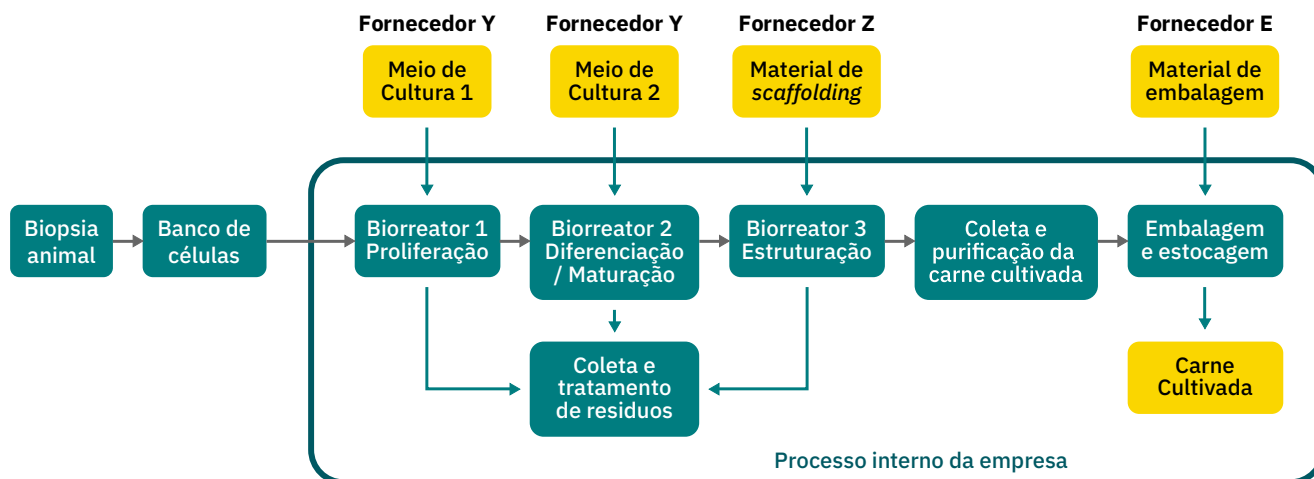 Fornecedor Y
Fornecedor Y
Fornecedor Z
Fornecedor E
Meio de
Cultura 1
Meio de
Cultura 2
Material de
scaffolding
Material de
embalagem
Biopsia
animal
Banco de
células
Biorreator 1
Proliferação
Biorreator 2
Diferenciação
/ Maturação
Biorreator 3
Estruturação
Coleta e
purificação da
carne cultivada
Embalagem
e estocagem
Coleta e
tratamento
de residuos
Carne
Cultivada
Processo interno da empresa